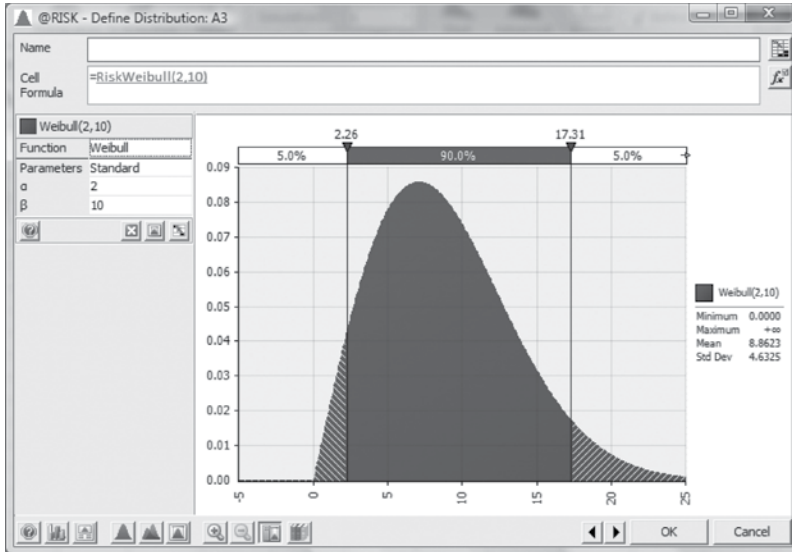 @RISK - Define Distribution: A3
Name
Cell Formula
=RiskWeibull(2,10)
Weibull(2,10)
Function Weibull
Parameters Standard
α 2
β 10
2.26 17.31
5.0% 90.0% 5.0%
0.09
0.08
0.07
0.06
0.05
0.04
0.03
0.02
0.01
0.00
-5 0 5 10 15 20 25
Weibull(2,10)
Minimum 0.0000
Maximum +∞
Mean 8.8623
Std Dev 4.6325
OK Cancel